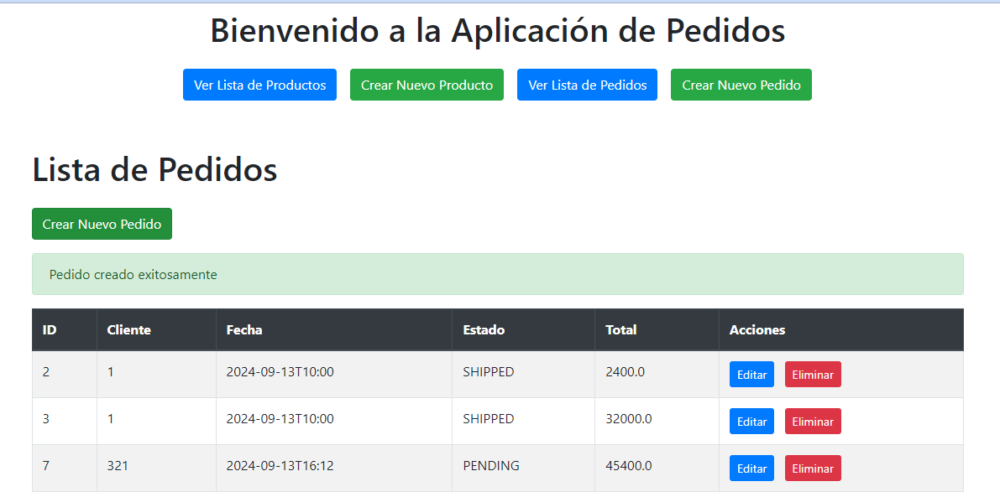 Bienvenido a la Aplicación de Pedidos
Ver Lista de Productos Crear Nuevo Producto Ver Lista de Pedidos Crear Nuevo Pedido
Lista de Pedidos
Crear Nuevo Pedido
Pedido creado exitosamente
ID Cliente Fecha Estado Total Acciones
2 1 2024-09-13T10:00 SHIPPED 2400.0 Editar Eliminar
3 1 2024-09-13T10:00 SHIPPED 32000.0 Editar Eliminar
7 321 2024-09-13T16:12 PENDING 45400.0 Editar Eliminar